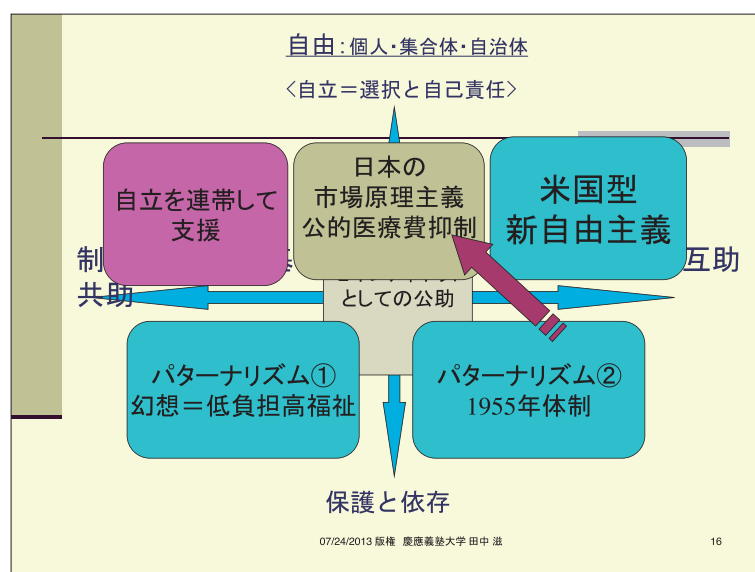 自由：個人・集合体・自治体
〈自立＝選択と自己責任〉
自立を連帯して
支援
日本の
市場原理主義
公的医療費抑制
米国型
新自由主義
制
互助
共助
としての公助
パターナリズム①
幻想＝低負担高福祉
パターナリズム②
1955年体制
保護と依存
07/24/2013 版権 慶應義塾大学 田中 滋
16